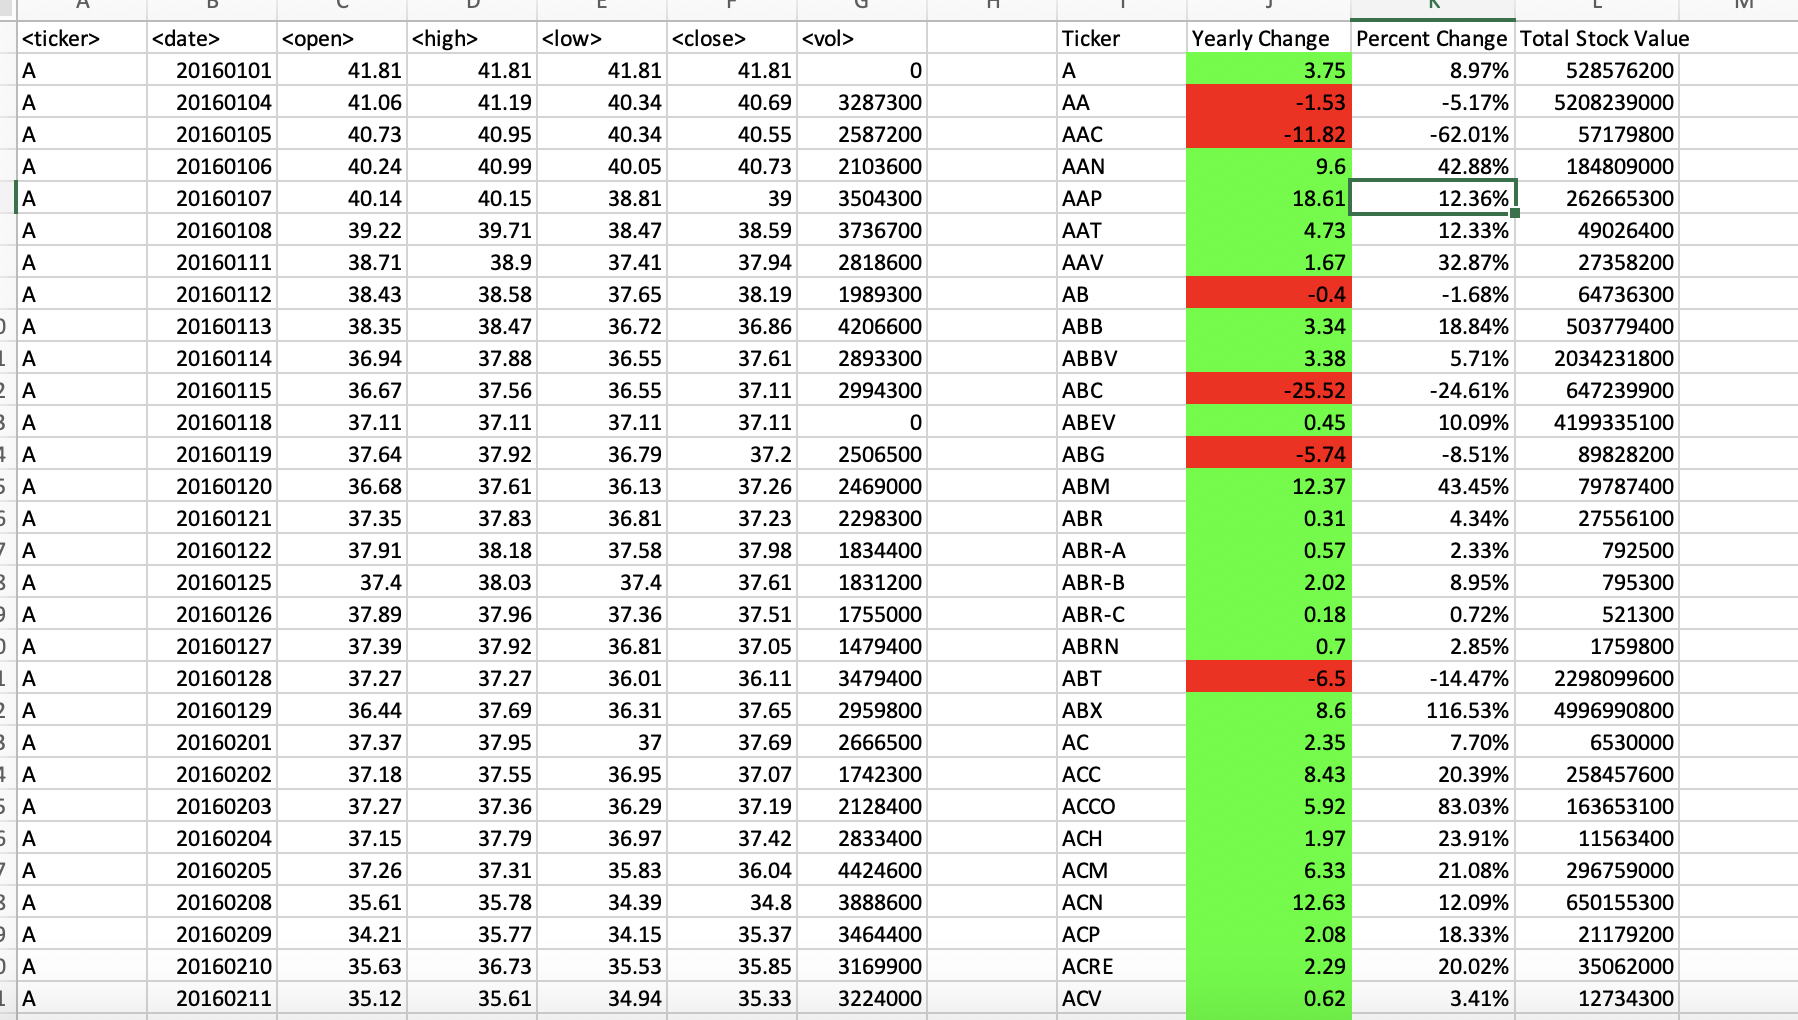 A B C D E F G H I J K L M
<ticker> <date> <open> <high> <low> <close> <vol> Ticker Yearly Change Percent Change Total Stock Value
A 20160101 41.81 41.81 41.81 41.81 0 A 3.75 8.97% 528576200
A 20160104 41.06 41.19 40.34 40.69 3287300 AA -1.53 -5.17% 5208239000
A 20160105 40.73 40.95 40.34 40.55 2587200 AAC -11.82 -62.01% 57179800
A 20160106 40.24 40.99 40.05 40.73 2103600 AAN 9.6 42.88% 184809000
A 20160107 40.14 40.15 38.81 39 3504300 AAP 18.61 12.36% 262665300
A 20160108 39.22 39.71 38.47 38.59 3736700 AAT 4.73 12.33% 49026400
A 20160111 38.71 38.9 37.41 37.94 2818600 AAV 1.67 32.87% 27358200
A 20160112 38.43 38.58 37.65 38.19 1989300 AB -0.4 -1.68% 64736300
A 20160113 38.35 38.47 36.72 36.86 4206600 ABB 3.34 18.84% 503779400
A 20160114 36.94 37.88 36.55 37.61 2893300 ABBV 3.38 5.71% 2034231800
A 20160115 36.67 37.56 36.55 37.11 2994300 ABC -25.52 -24.61% 647239900
A 20160118 37.11 37.11 37.11 37.11 0 ABEV 0.45 10.09% 4199335100
A 20160119 37.64 37.92 36.79 37.2 2506500 ABG -5.74 -8.51% 89828200
A 20160120 36.68 37.61 36.13 37.26 2469000 ABM 12.37 43.45% 79787400
A 20160121 37.35 37.83 36.81 37.23 2298300 ABR 0.31 4.34% 27556100
A 20160122 37.91 38.18 37.58 37.98 1834400 ABR-A 0.57 2.33% 792500
A 20160125 37.4 38.03 37.4 37.61 1831200 ABR-B 2.02 8.95% 795300
A 20160126 37.89 37.96 37.36 37.51 1755000 ABR-C 0.18 0.72% 521300
A 20160127 37.39 37.92 36.81 37.05 1479400 ABRN 0.7 2.85% 1759800
A 20160128 37.27 37.27 36.01 36.11 3479400 ABT -6.5 -14.47% 2298099600
A 20160129 36.44 37.69 36.31 37.65 2959800 ABX 8.6 116.53% 4996990800
A 20160201 37.37 37.95 37 37.69 2666500 AC 2.35 7.70% 6530000
A 20160202 37.18 37.55 36.95 37.07 1742300 ACC 8.43 20.39% 258457600
A 20160203 37.27 37.36 36.29 37.19 2128400 ACCO 5.92 83.03% 163653100
A 20160204 37.15 37.79 36.97 37.42 2833400 ACH 1.97 23.91% 11563400
A 20160205 37.26 37.31 35.83 36.04 4424600 ACM 6.33 21.08% 296759000
A 20160208 35.61 35.78 34.39 34.8 3888600 ACN 12.63 12.09% 650155300
A 20160209 34.21 35.77 34.15 35.37 3464400 ACP 2.08 18.33% 21179200
A 20160210 35.63 36.73 35.53 35.85 3169900 ACRE 2.29 20.02% 35062000
A 20160211 35.12 35.61 34.94 35.33 3224000 ACV 0.62 3.41% 12734300